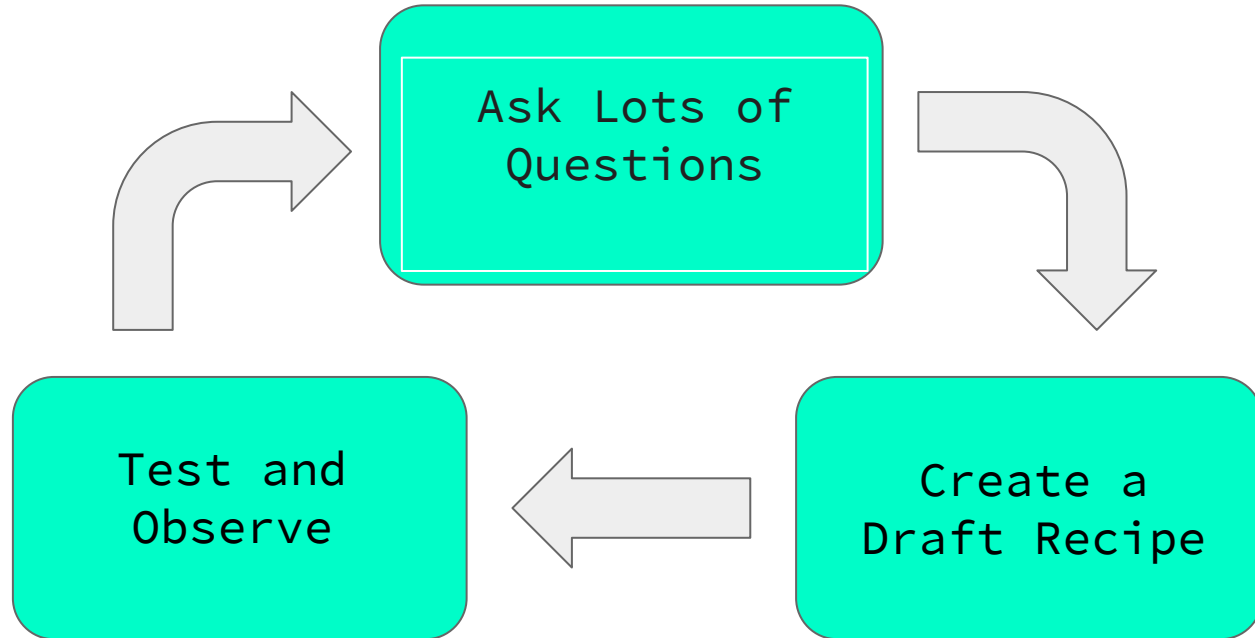 Ask Lots of
Questions
Test and
Observe
Create a
Draft Recipe